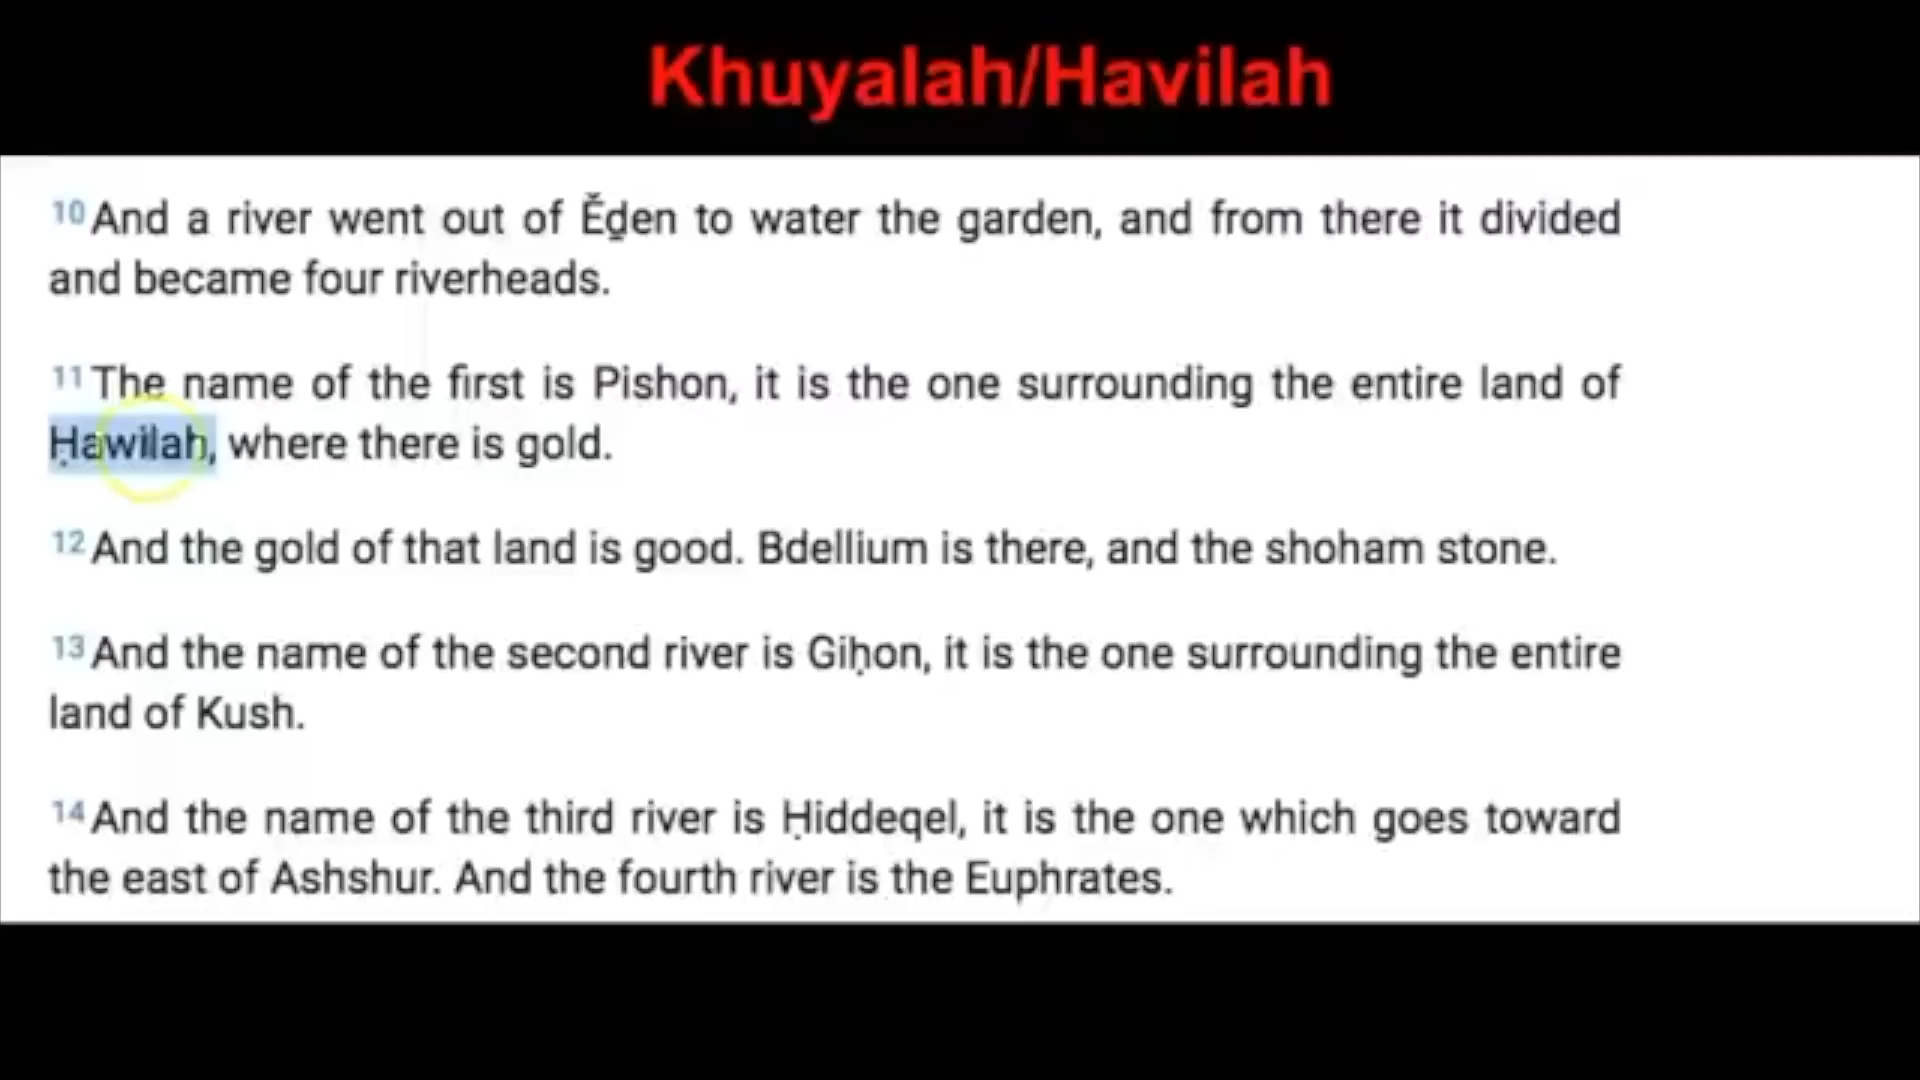 Khuyalah/Havilah
10 And a river went out of Ěḏen to water the garden, and from there it divided
and became four riverheads.
11 The name of the first is Pishon, it is the one surrounding the entire land of
Ḥawilah, where there is gold.
12 And the gold of that land is good. Bdellium is there, and the shoham stone.
13 And the name of the second river is Giḥon, it is the one surrounding the entire
land of Kush.
14 And the name of the third river is Ḥiddeqel, it is the one which goes toward
the east of Ashshur. And the fourth river is the Euphrates.